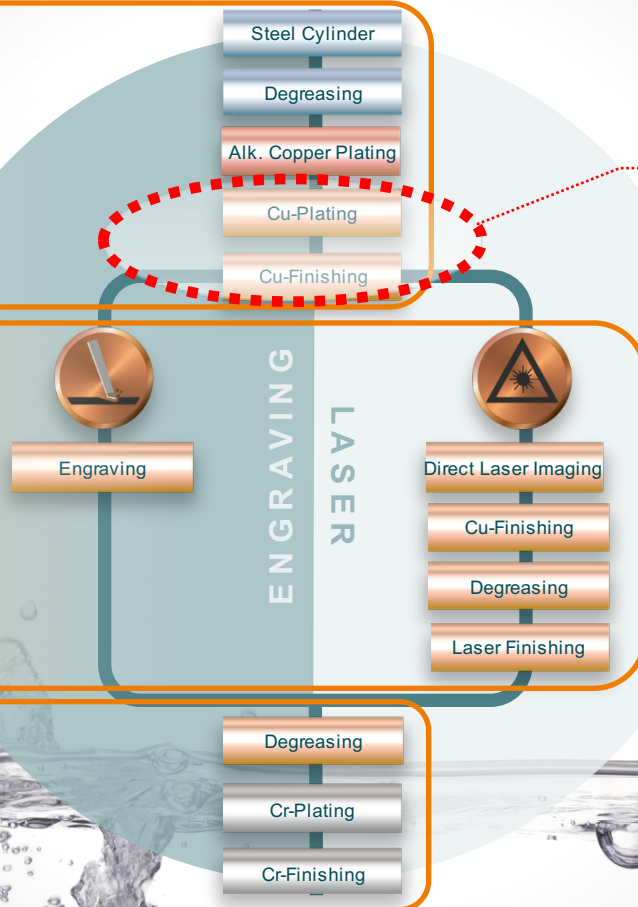 Steel Cylinder
Degreasing
Alk. Copper Plating
Cu-Plating
Cu-Finishing
ENGRAVING
LASER
Engraving
Direct Laser Imaging
Cu-Finishing
Degreasing
Laser Finishing
Degreasing
Cr-Plating
Cr-Finishing